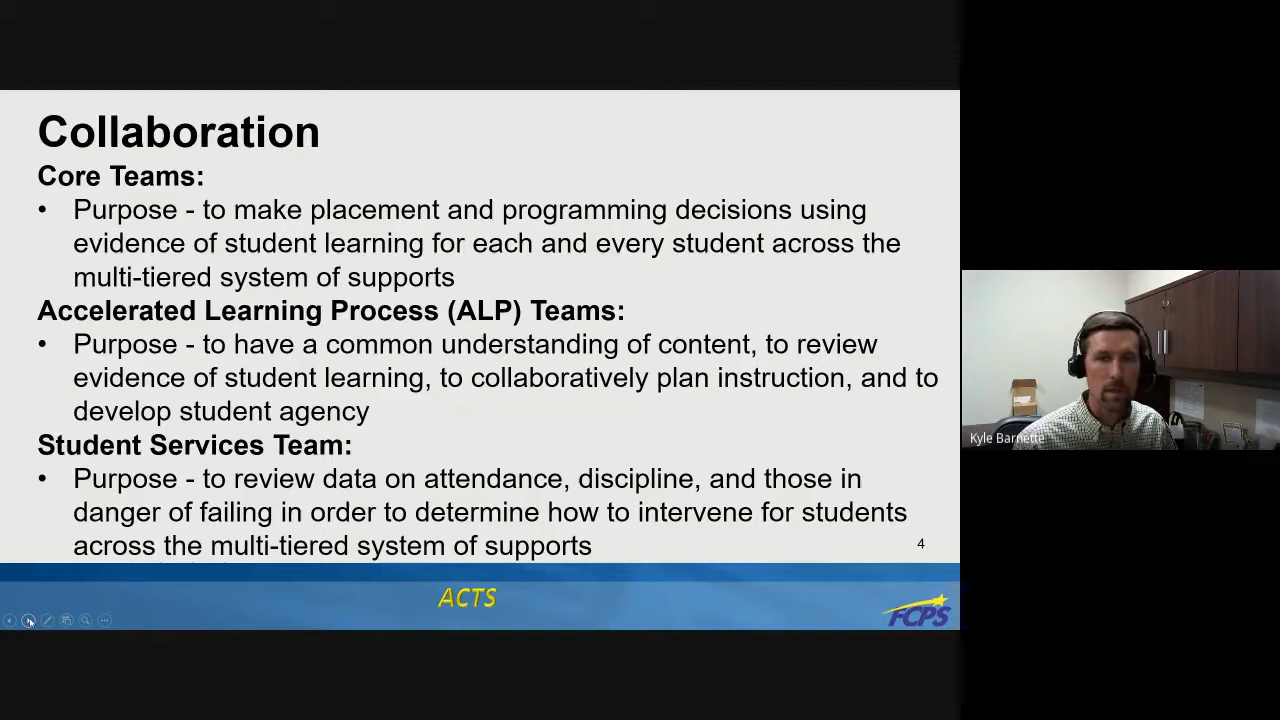 Collaboration
Core Teams:
• Purpose - to make placement and programming decisions using
evidence of student learning for each and every student across the
multi-tiered system of supports
Accelerated Learning Process (ALP) Teams:
• Purpose - to have a common understanding of content, to review
evidence of student learning, to collaboratively plan instruction, and to
develop student agency
Student Services Team:
• Purpose - to review data on attendance, discipline, and those in
danger of failing in order to determine how to intervene for students
across the multi-tiered system of supports
4
ACTS
FCPS
Kyle Barnette